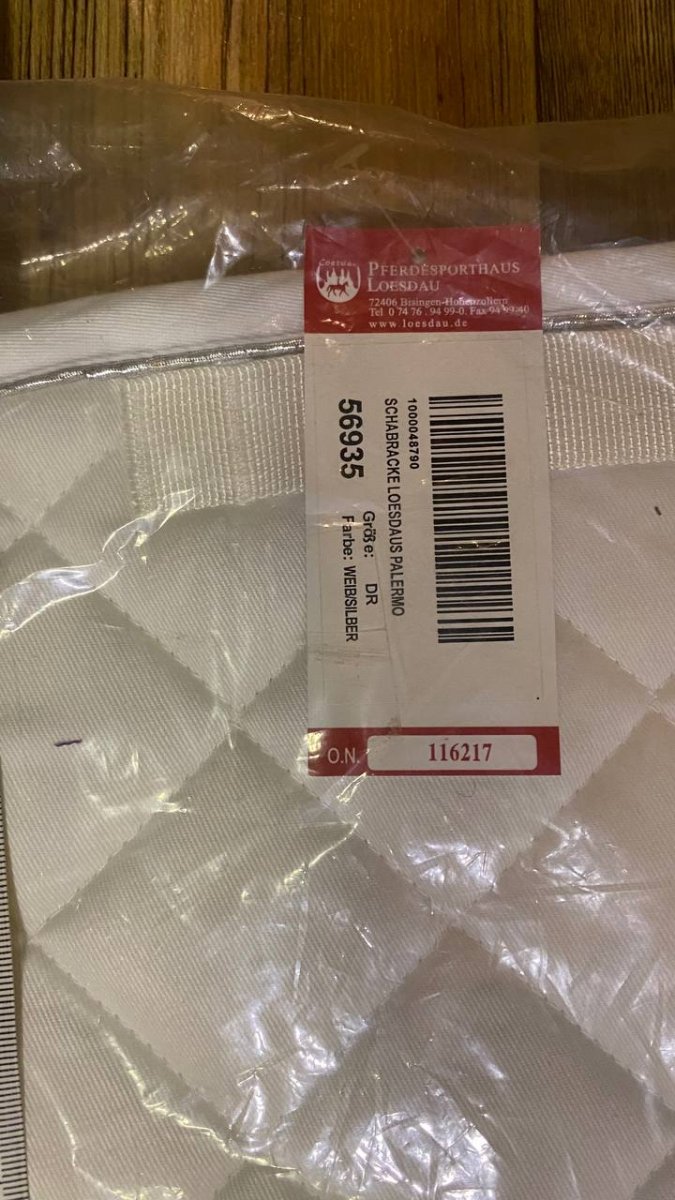 LOESDAU
PFERDESPORTHAUS
LOESDAU
72406 Bisingen-Hohenzollern
Tel 0 74 76 . 94 99-0. Fax 94 99-40
www.loesdau.de
1000048790
SCHABRACKE LOESDAUS PALERMO
56935
Größe: DR
Farbe: WEIß/SILBER
O.N. 116217